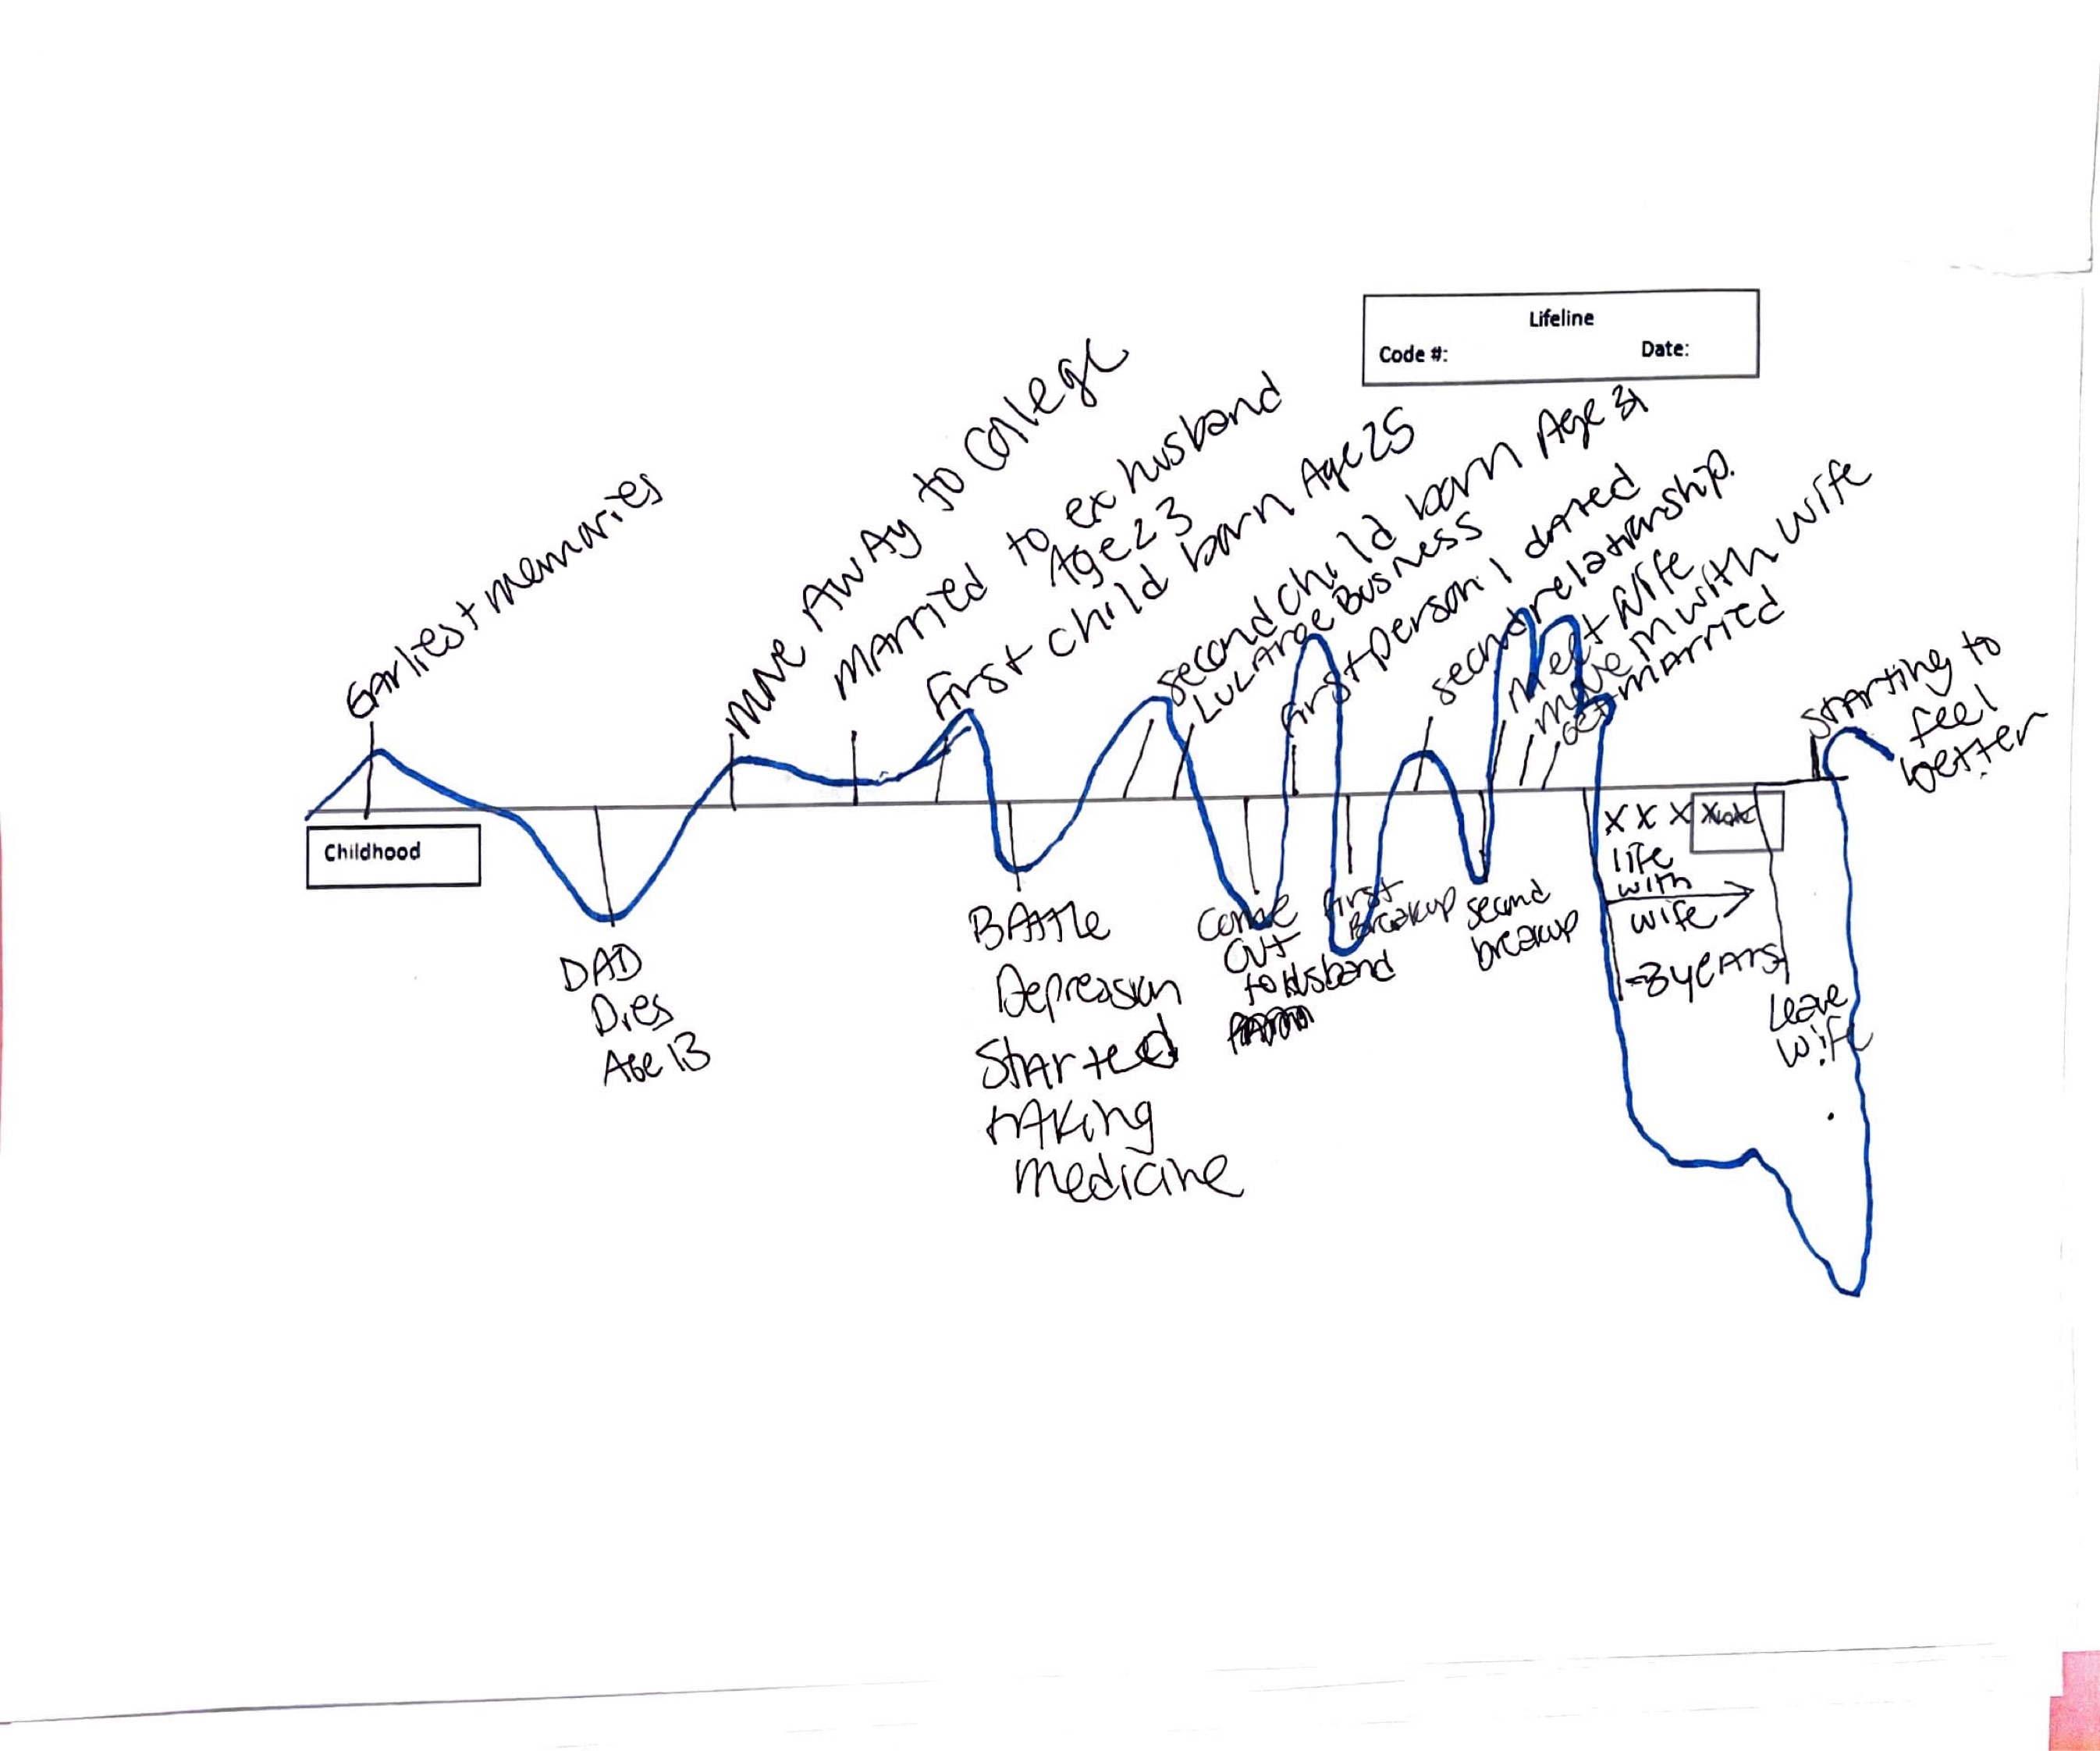 Lifeline
Code #:
Date:
Earliest memories
Move Away to College
Married to ex husband
Age 23
First child born Age 25
Second child born Age 31
LuLaroe Business
First person I dated
second relationship.
Meet Wife
Move in with wife
Get married
Starting to
feel
better
Childhood
DAD
Dies
Age 13
Battle
Depression
Started
taking
medicine
Come
Out
to Husband
First
Breakup
second
breakup
X X X
life
with
wife
3 years
Leave
wife